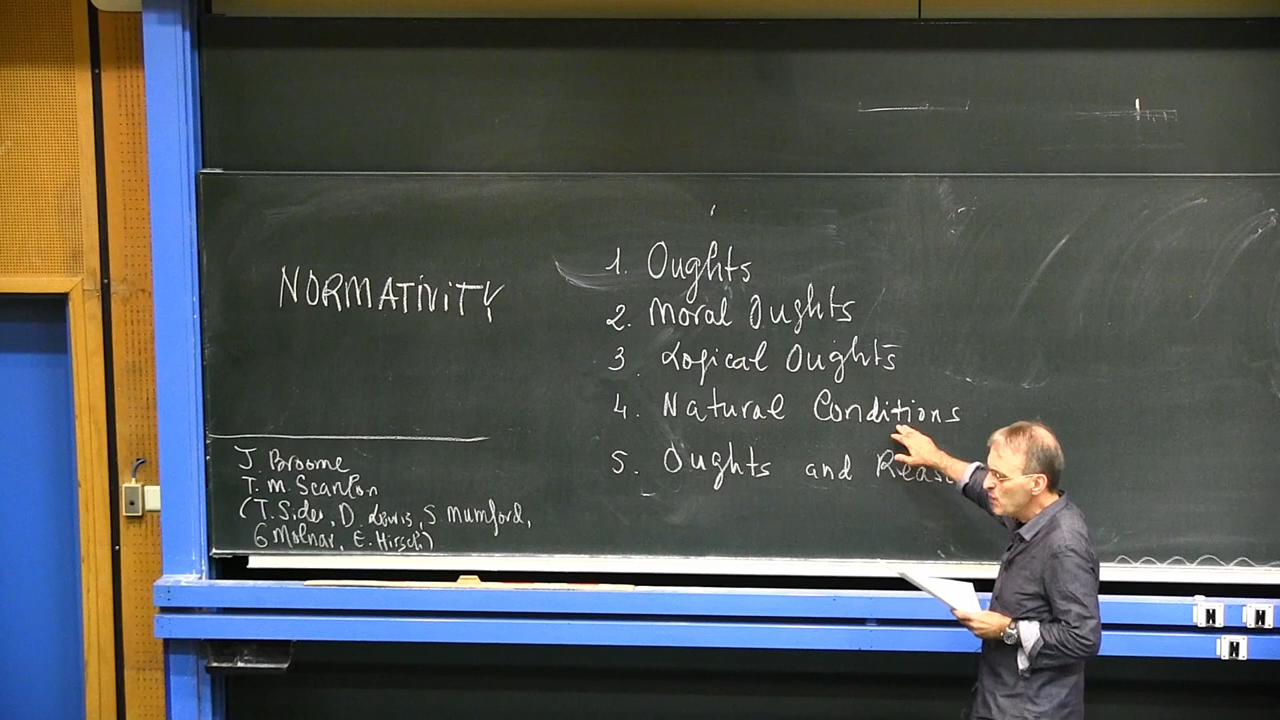 NORMATIVITY
1. Oughts
2. Moral Oughts
3 Logical Oughts
4. Natural Conditions
5. Oughts and Reas
J. Broome
T. M. Scanlon
(T. Sider, D. Lewis, S. Mumford,
G Molnar, E. Hirsch)
N N
N